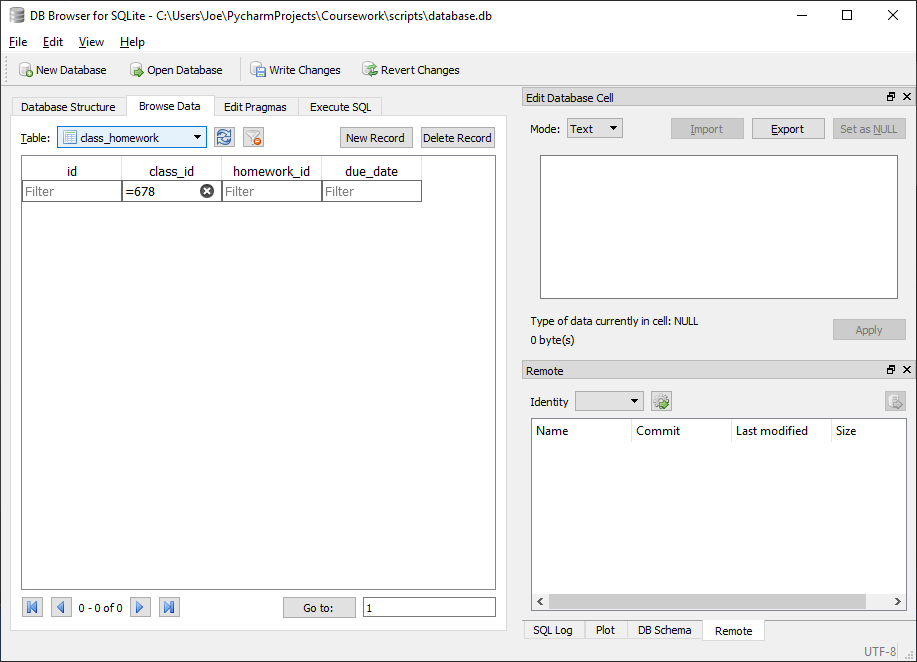 DB Browser for SQLite - C:\Users\Joe\PycharmProjects\Coursework\scripts\database.db
File Edit View Help
New Database Open Database Write Changes Revert Changes
Database Structure Browse Data Edit Pragmas Execute SQL
Table: class_homework New Record Delete Record
id class_id homework_id due_date
Filter =678 Filter Filter
0 - 0 of 0 Go to: 1
Edit Database Cell
Mode: Text Import Export Set as NULL
Type of data currently in cell: NULL
0 byte(s)
Apply
Remote
Identity
Name Commit Last modified Size
SQL Log Plot DB Schema Remote
UTF-8